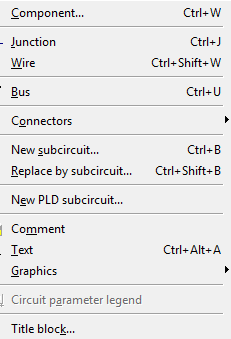 Component... Ctrl+W
Junction Ctrl+J
Wire Ctrl+Shift+W
Bus Ctrl+U
Connectors
New subcircuit... Ctrl+B
Replace by subcircuit... Ctrl+Shift+B
New PLD subcircuit...
Comment
Text Ctrl+Alt+A
Graphics
Circuit parameter legend
Title block...